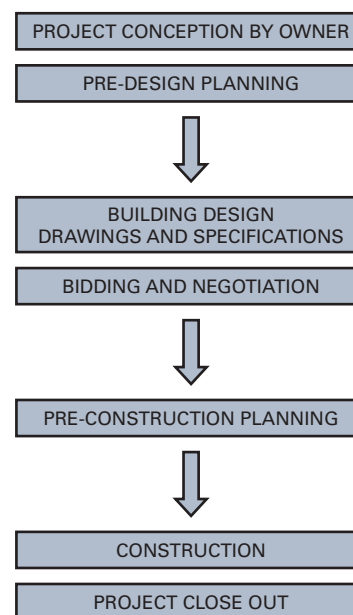 PROJECT CONCEPTION BY OWNER
PRE-DESIGN PLANNING
BUILDING DESIGN
DRAWINGS AND SPECIFICATIONS
BIDDING AND NEGOTIATION
PRE-CONSTRUCTION PLANNING
CONSTRUCTION
PROJECT CLOSE OUT